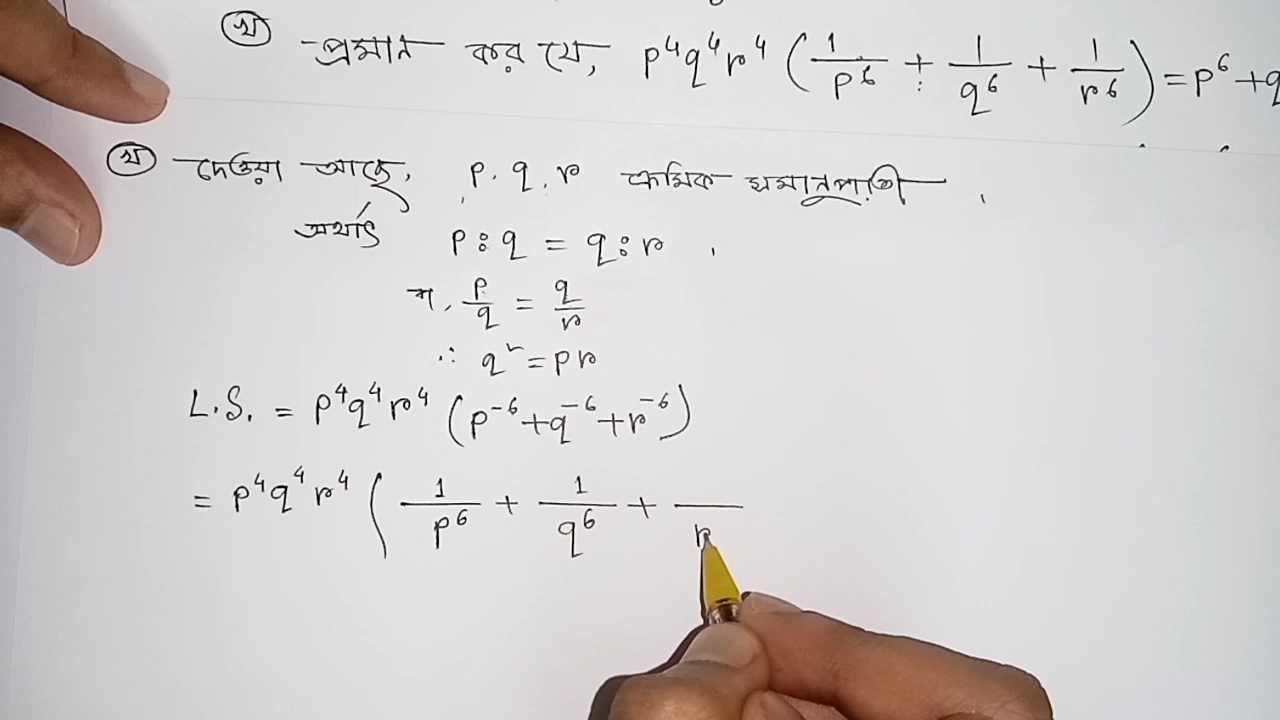 (খ) প্রমান কর যে, p⁴q⁴r⁴ (1/p⁶ + 1/q⁶ + 1/r⁶) = p⁶+q
(খ) দেওয়া আছে, p, q, r ক্রমিক সমানুপাতী,
অর্থাৎ p:q = q:r,
বা, p/q = q/r
∴ q² = pr
L.S. = p⁴q⁴r⁴ (p⁻⁶+q⁻⁶+r⁻⁶)
= p⁴q⁴r⁴ ( 1/p⁶ + 1/q⁶ + /r